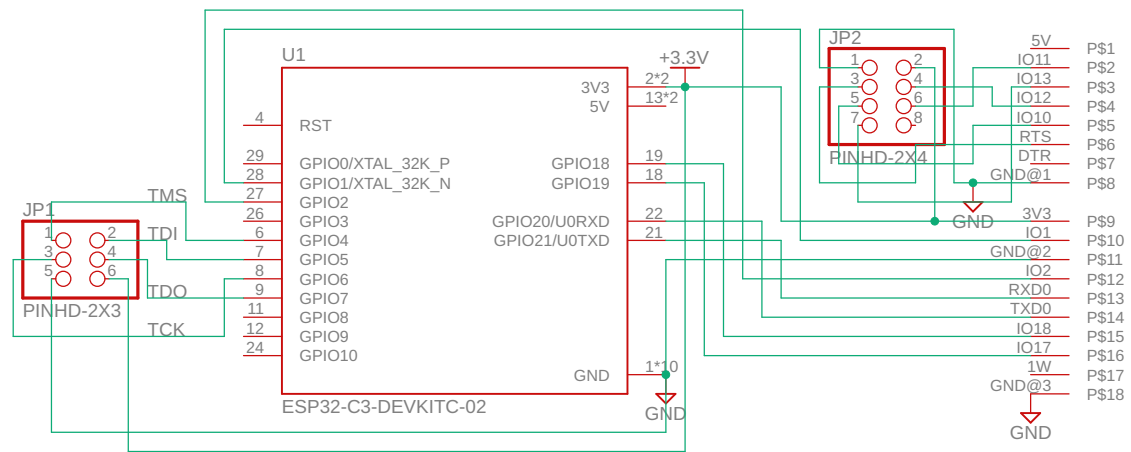 U1
+3.3V
JP2
4 RST
29 GPIO0/XTAL_32K_P
28 GPIO1/XTAL_32K_N
27 GPIO2
26 GPIO3
6 GPIO4
7 GPIO5
8 GPIO6
9 GPIO7
11 GPIO8
12 GPIO9
24 GPIO10
3V3 2*2
5V 13*2
GPIO18 19
GPIO19 18
GPIO20/U0RXD 22
GPIO21/U0TXD 21
GND 1*10
GND
ESP32-C3-DEVKITC-02
TMS
TDI
TDO
TCK
JP1
1 2
3 4
5 6
PINHD-2X3
1 2
3 4
5 6
7 8
PINHD-2X4
GND
5V P$1
IO11 P$2
IO13 P$3
IO12 P$4
IO10 P$5
RTS P$6
DTR P$7
GND@1 P$8
3V3 P$9
IO1 P$10
GND@2 P$11
IO2 P$12
RXD0 P$13
TXD0 P$14
IO18 P$15
IO17 P$16
1W P$17
GND@3 P$18
GND